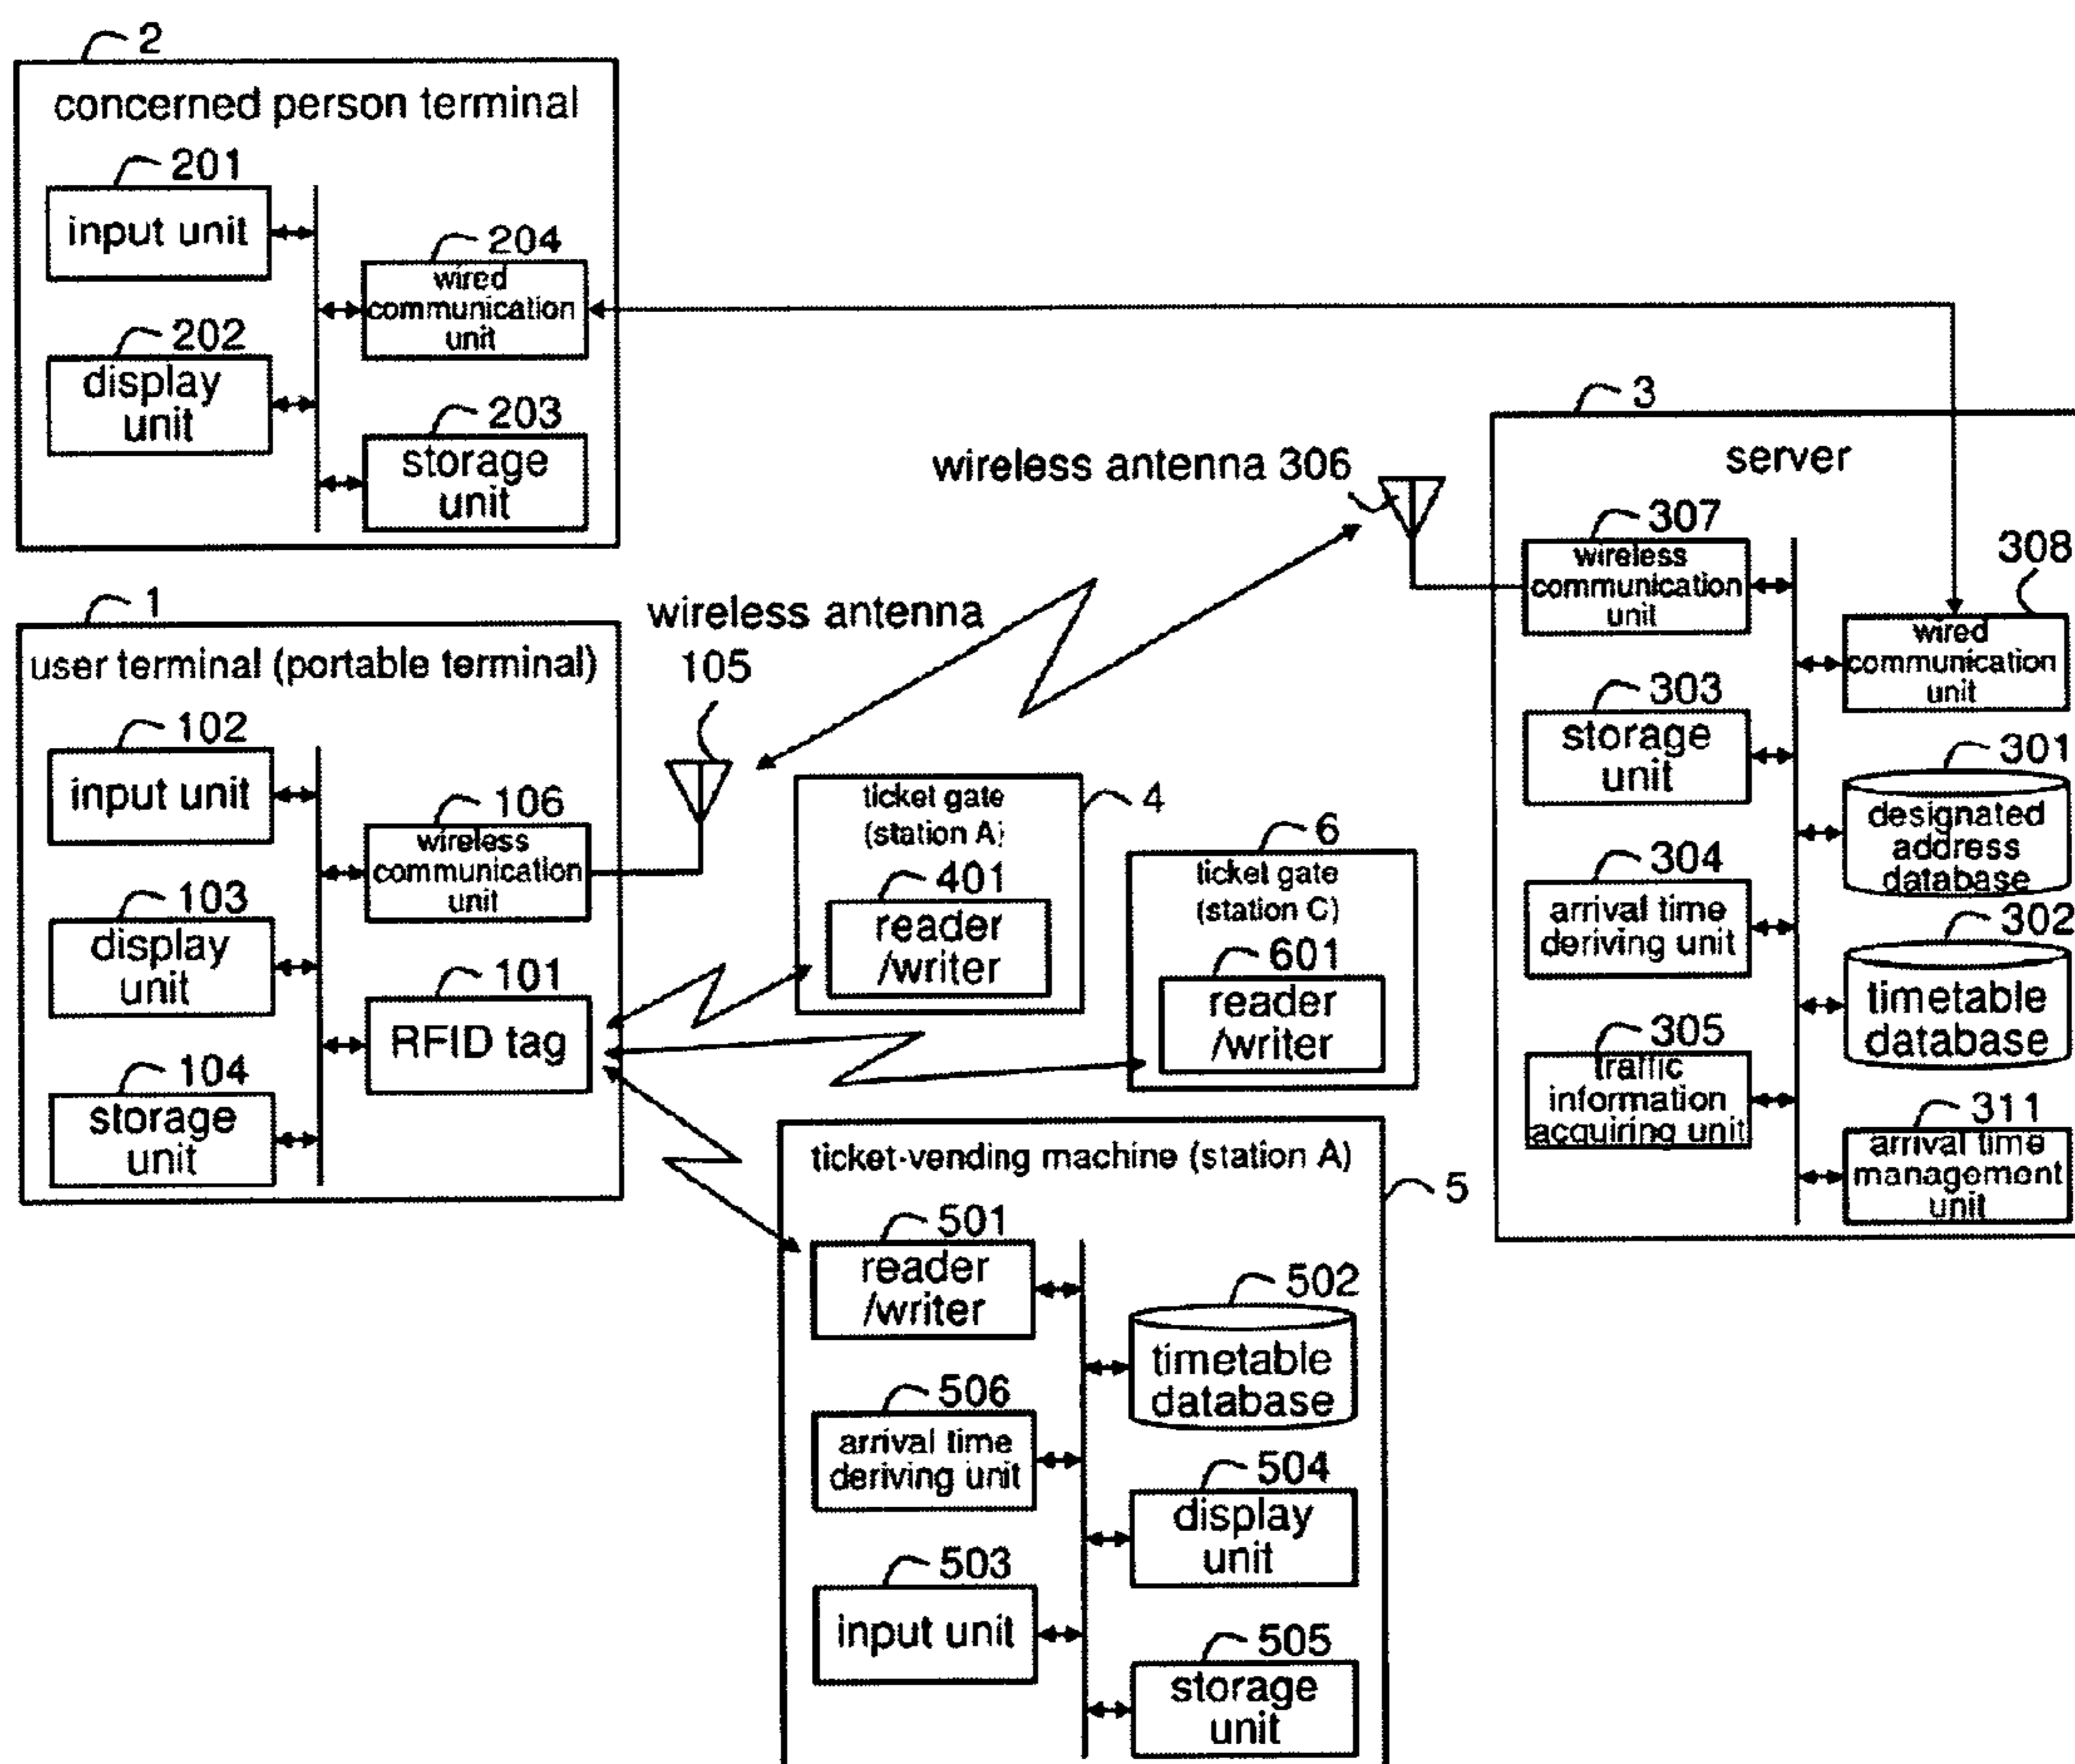 2
concerned person terminal
201
input unit
204
wired
communication
unit
202
display
unit
203
storage
unit
3
server
wireless antenna 306
307
wireless
communication
unit
308
wired
communication
unit
303
storage
unit
301
designated
address
database
304
arrival time
deriving unit
302
timetable
database
305
traffic
information
acquiring unit
311
arrival time
management
unit
1
user terminal (portable terminal)
wireless antenna
105
102
input unit
106
wireless
communication
unit
103
display
unit
101
RFID tag
104
storage
unit
4
ticket gate
(station A)
401
reader
/writer
6
ticket gate
(station C)
601
reader
/writer
5
ticket-vending machine (station A)
501
reader
/writer
502
timetable
database
506
arrival time
deriving unit
504
display
unit
503
input unit
505
storage
unit